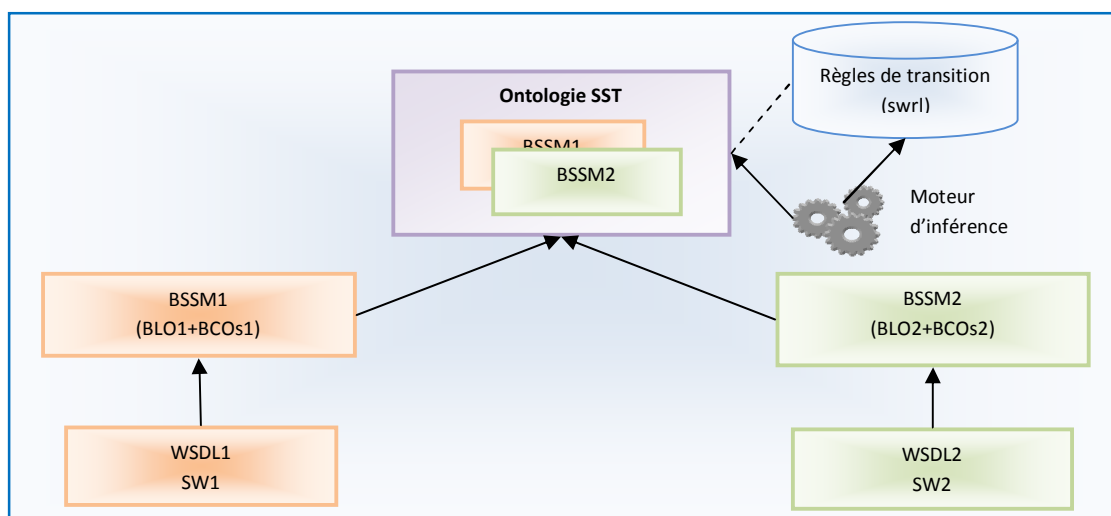 Règles de transition
(swrl)
Ontologie SST
BSSM1
BSSM2
Moteur
d’inférence
BSSM1
(BLO1+BCOs1)
BSSM2
(BLO2+BCOs2)
WSDL1
SW1
WSDL2
SW2